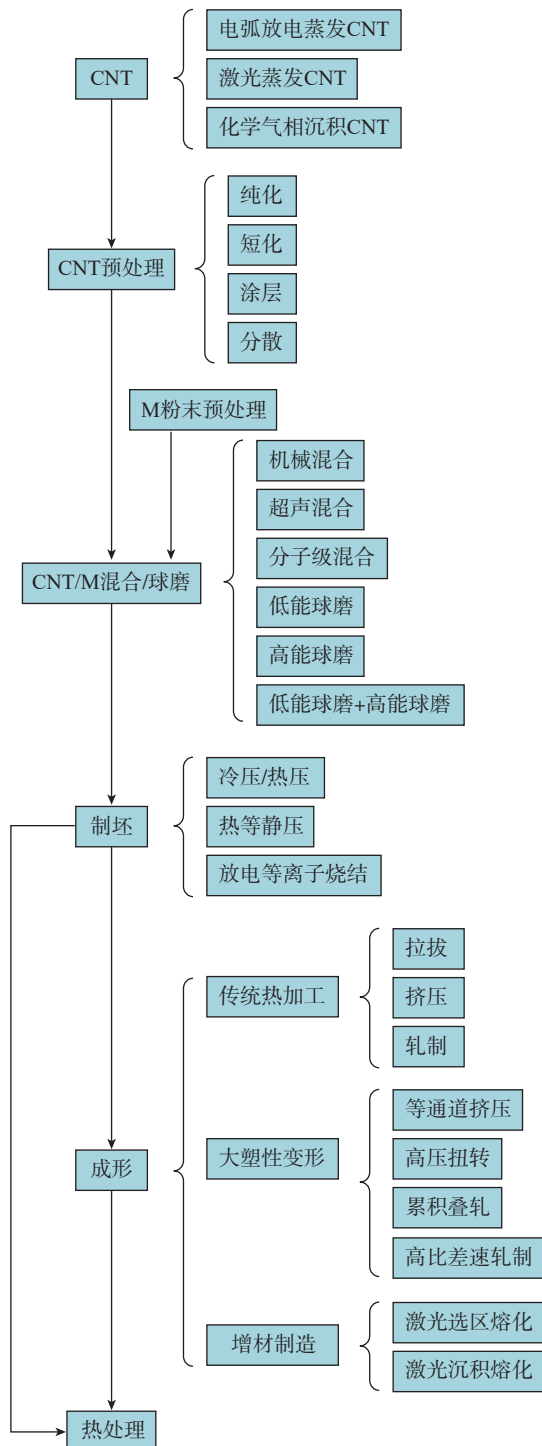 电弧放电蒸发CNT
CNT
激光蒸发CNT
化学气相沉积CNT
纯化
短化
CNT预处理
涂层
分散
M粉末预处理
机械混合
超声混合
分子级混合
CNT/M混合/球磨
低能球磨
高能球磨
低能球磨+高能球磨
冷压/热压
制坯
热等静压
放电等离子烧结
拉拔
传统热加工
挤压
轧制
等通道挤压
成形
大塑性变形
高压扭转
累积叠轧
高比差速轧制
激光选区熔化
增材制造
激光沉积熔化
热处理